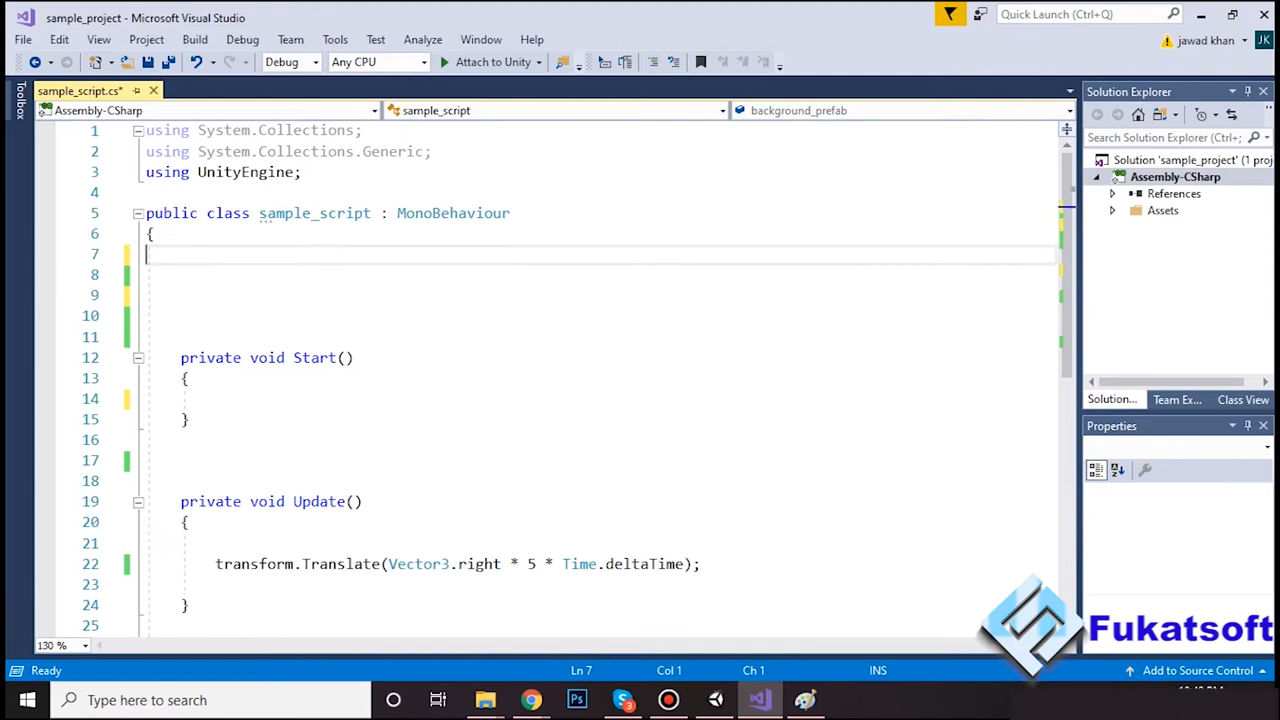 sample_project - Microsoft Visual Studio
Quick Launch (Ctrl+Q)
File Edit View Project Build Debug Team Tools Test Analyze Window Help
jawad khan JK
Debug Any CPU Attach to Unity
Toolbox
sample_script.cs*
Assembly-CSharp sample_script background_prefab
1 using System.Collections;
2 using System.Collections.Generic;
3 using UnityEngine;
4
5 public class sample_script : MonoBehaviour
6 {
7
8
9
10
11
12 private void Start()
13 {
14
15 }
16
17
18
19 private void Update()
20 {
21
22 transform.Translate(Vector3.right * 5 * Time.deltaTime);
23
24 }
25
130 %
Solution Explorer
Search Solution Explorer (Ctrl+;
Solution 'sample_project' (1 proj
Assembly-CSharp
References
Assets
Solution... Team Ex... Class View
Properties
Fukatsoft
Ready Ln 7 Col 1 Ch 1 INS Add to Source Control
Type here to search